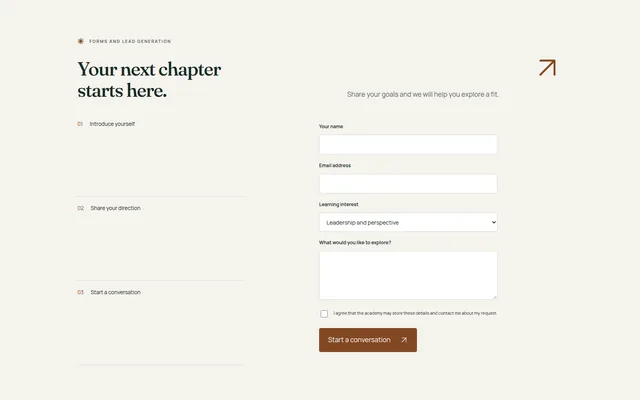 FORMS AND LEAD GENERATION
Your next chapter
starts here.
Share your goals and we will help you explore a fit.
01 Introduce yourself
02 Share your direction
03 Start a conversation
Your name
Email address
Learning interest
Leadership and perspective
What would you like to explore?
I agree that the academy may store these details and contact me about my request.
Start a conversation